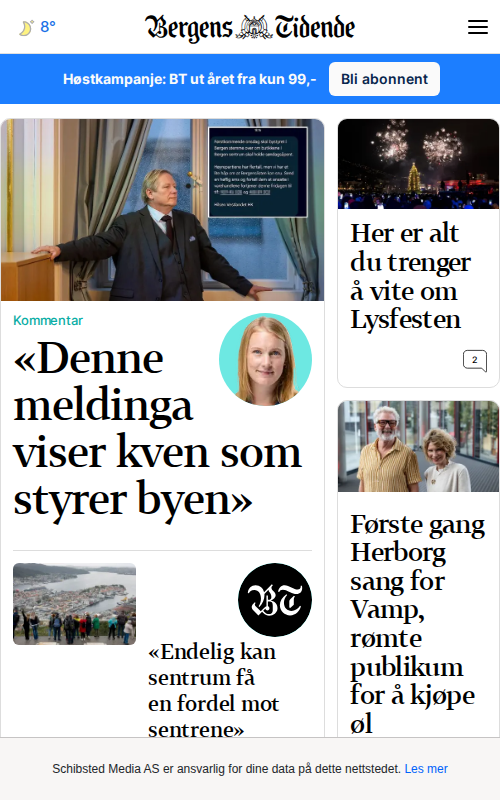 8°
Bergens Tidende
Høstkampanje: BT ut året fra kun 99,-
Bli abonnent
Kommentar
«Denne
meldinga
viser kven som
styrer byen»
BT
«Endelig kan
sentrum få
en fordel mot
sentrene»
Her er alt
du trenger
å vite om
Lysfesten
2
Første gang
Herborg
sang for
Vamp,
rømte
publikum
for å kjøpe
øl
Schibsted Media AS er ansvarlig for dine data på dette nettstedet. Les mer